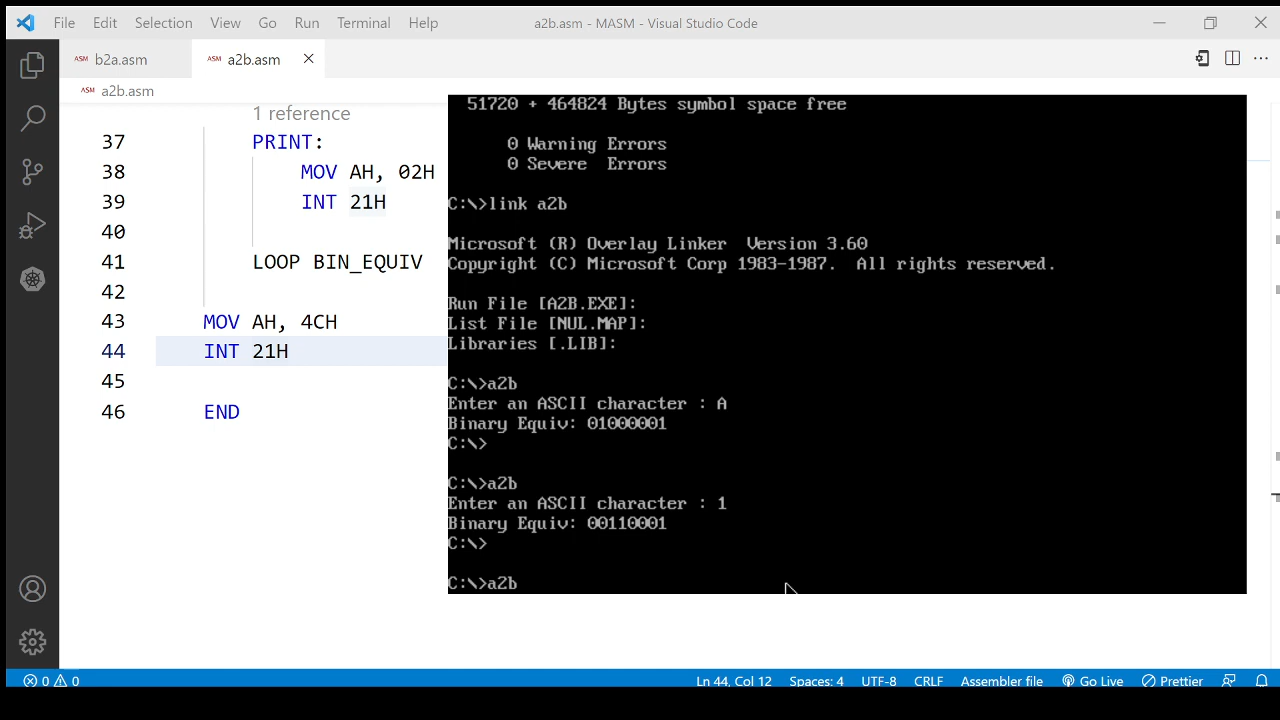 File Edit Selection View Go Run Terminal Help a2b.asm - MASM - Visual Studio Code
ASM b2a.asm ASM a2b.asm
ASM a2b.asm
1 reference
37 PRINT:
38 MOV AH, 02H
39 INT 21H
40
41 LOOP BIN_EQUIV
42
43 MOV AH, 4CH
44 INT 21H
45
46 END
51720 + 464824 Bytes symbol space free
0 Warning Errors
0 Severe Errors
C:\>link a2b
Microsoft (R) Overlay Linker Version 3.60
Copyright (C) Microsoft Corp 1983-1987. All rights reserved.
Run File [A2B.EXE]:
List File [NUL.MAP]:
Libraries [.LIB]:
C:\>a2b
Enter an ASCII character : A
Binary Equiv: 01000001
C:\>
C:\>a2b
Enter an ASCII character : 1
Binary Equiv: 00110001
C:\>
C:\>a2b
0 0 Ln 44, Col 12 Spaces: 4 UTF-8 CRLF Assembler file Go Live Prettier